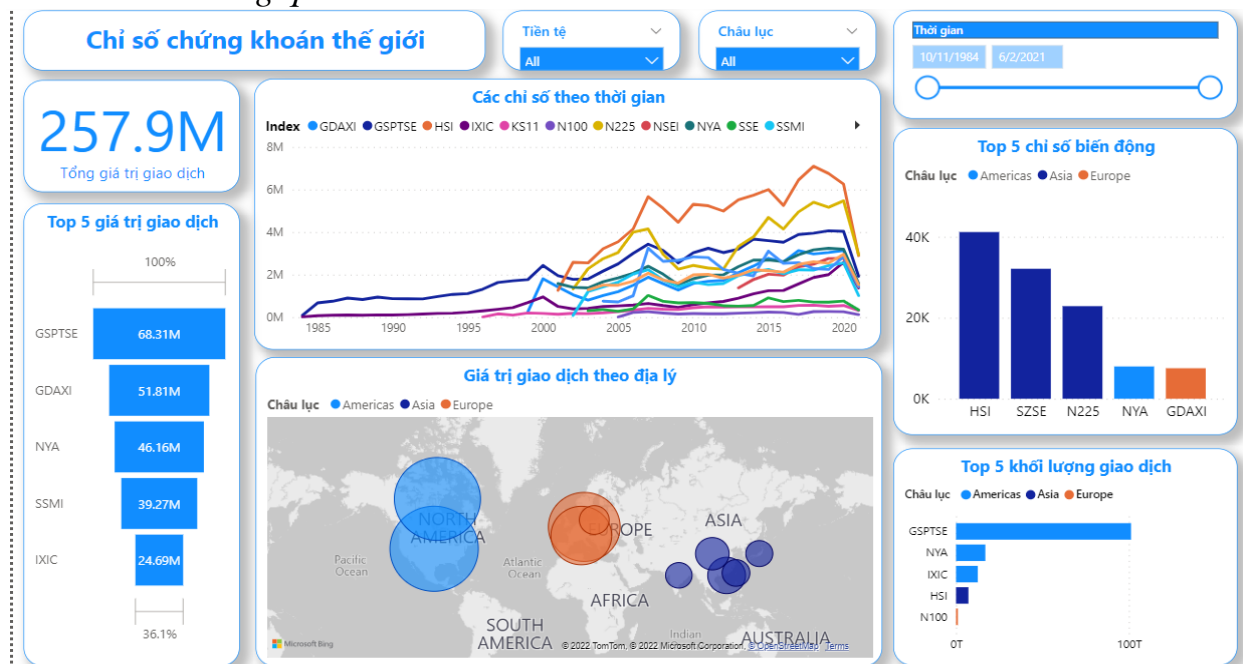 Chỉ số chứng khoán thế giới
Tiền tệ
All
Châu lục
All
Thời gian
10/11/1984 6/2/2021
257.9M
Tổng giá trị giao dịch
Top 5 giá trị giao dịch
100%
GSPTSE 68.31M
GDAXI 51.81M
NYA 46.16M
SSMI 39.27M
IXIC 24.69M
36.1%
Các chỉ số theo thời gian
Index GDAXI GSPTSE HSI IXIC KS11 N100 N225 NSEI NYA SSE SSMI
8M
6M
4M
2M
0M
1985 1990 1995 2000 2005 2010 2015 2020
Giá trị giao dịch theo địa lý
Châu lục Americas Asia Europe
NORTH
AMERICA
EUROPE
ASIA
Pacific
Ocean
Atlantic
Ocean
AFRICA
SOUTH
AMERICA
Indian
AUSTRALIA
Microsoft Bing
© 2022 TomTom, © 2022 Microsoft Corporation, © OpenStreetMap Terms
Top 5 chỉ số biến động
Châu lục Americas Asia Europe
40K
20K
0K
HSI SZSE N225 NYA GDAXI
Top 5 khối lượng giao dịch
Châu lục Americas Asia Europe
GSPTSE
NYA
IXIC
HSI
N100
0T 100T